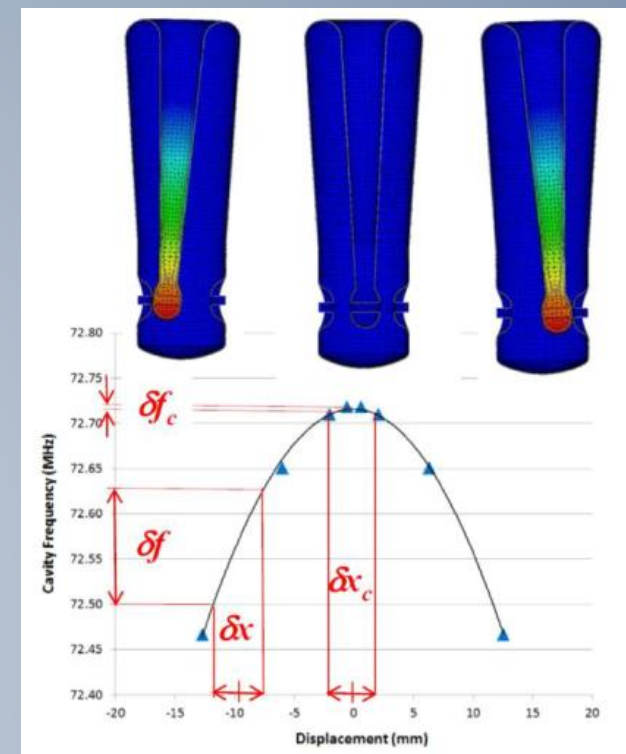 72.80
72.75
72.70
72.65
72.60
72.55
72.50
72.45
72.40
Cavity Frequency (MHz)
δf_c
δf
δx
δx_c
-20 -15 -10 -5 0 5 10 15 20
Displacement (mm)